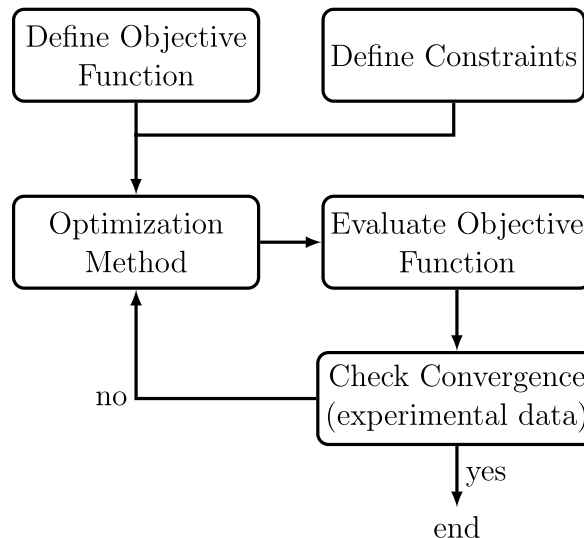 Define Objective
Function
Define Constraints
Optimization
Method
Evaluate Objective
Function
Check Convergence
(experimental data)
no
yes
end